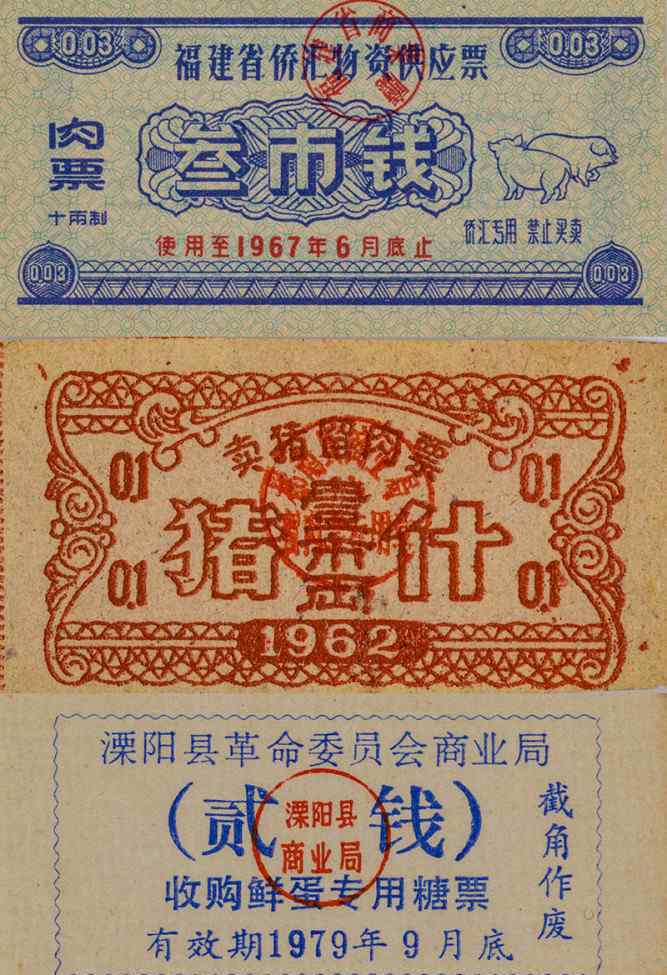 0.03
0.03
福建省侨汇物资供应票
肉票
叁市钱
十两制
侨汇专用 禁止买卖
使用至1967年6月底止
0.03
0.03
卖猪留肉票
0.1
0.1
猪什
壹市两
0.1
0.1
1962
溧阳县革命委员会商业局
(贰 钱)
溧阳县
商业局
收购鲜蛋专用糖票
有效期1979年9月底
截角作废